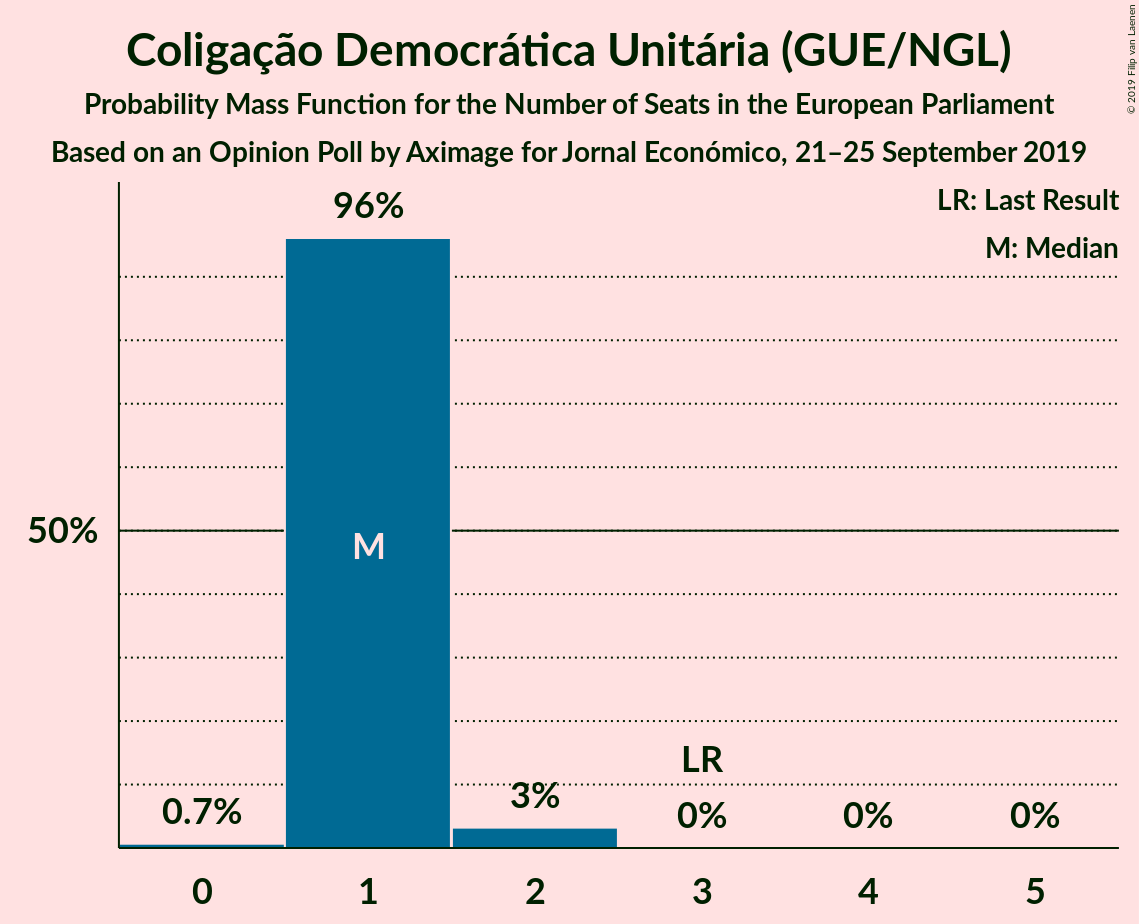 Coligação Democrática Unitária (GUE/NGL)
Probability Mass Function for the Number of Seats in the European Parliament
Based on an Opinion Poll by Aximage for Jornal Económico, 21–25 September 2019
© 2019 Filip van Laenen
LR: Last Result
M: Median
96%
50%
M
LR
0.7%
3%
0%
0%
0%
0 1 2 3 4 5